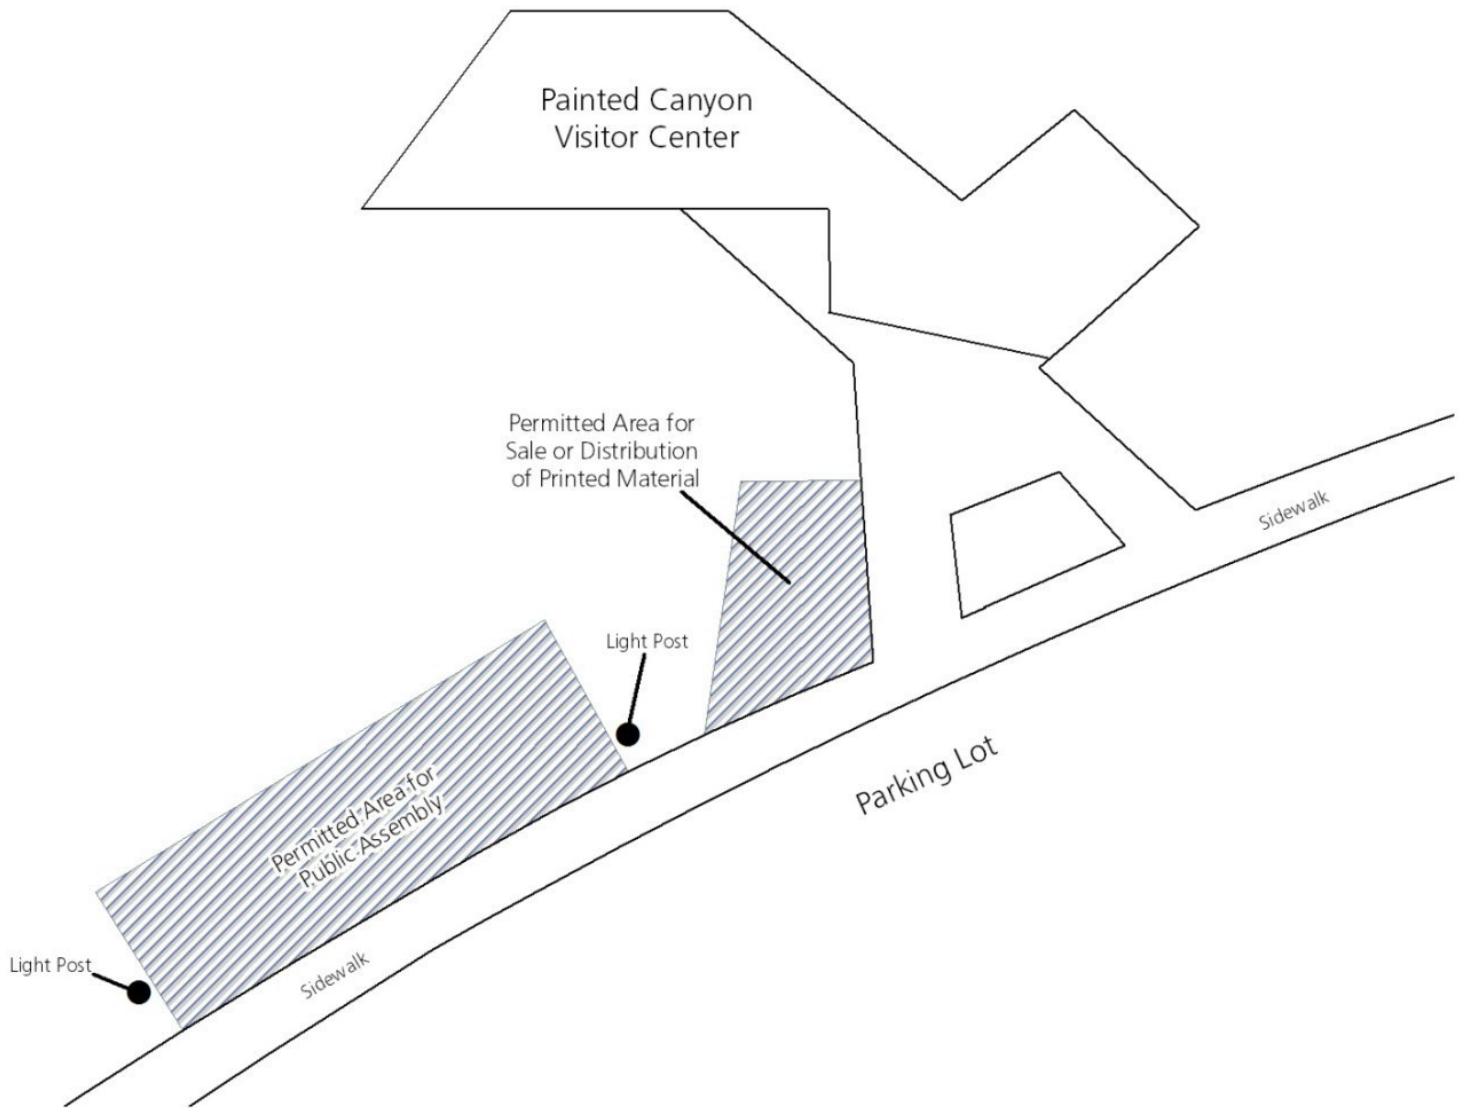 Painted Canyon
Visitor Center
Permitted Area for
Sale or Distribution
of Printed Material
Sidewalk
Light Post
Parking Lot
Permitted Area for
Public Assembly
Light Post
Sidewalk